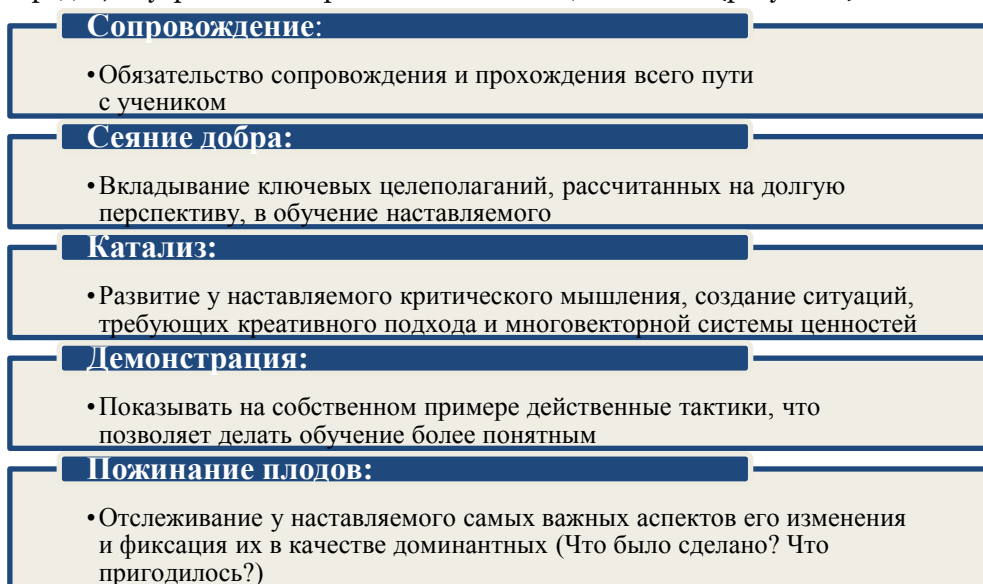 Сопровождение:
•Обязательство сопровождения и прохождения всего пути
с учеником
Сеяние добра:
•Вкладывание ключевых целеполаганий, рассчитанных на долгую
перспективу, в обучение наставляемого
Катализ:
•Развитие у наставляемого критического мышления, создание ситуаций,
требующих креативного подхода и многовекторной системы ценностей
Демонстрация:
•Показывать на собственном примере действенные тактики, что
позволяет делать обучение более понятным
Пожинание плодов:
•Отслеживание у наставляемого самых важных аспектов его изменения
и фиксация их в качестве доминантных (Что было сделано? Что
пригодилось?)